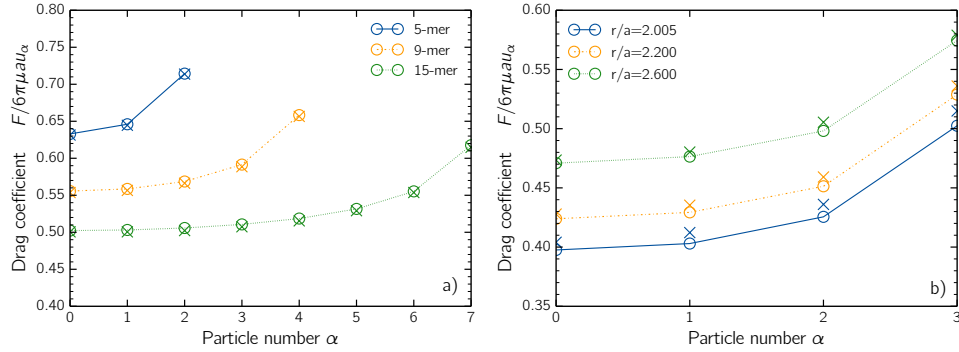 0.80
0.75
0.70
0.65
0.60
0.55
0.50
0.45
0.40
Drag coefficient F/6πμau_α
5-mer
9-mer
15-mer
a)
0 1 2 3 4 5 6 7
Particle number α
0.60
0.55
0.50
0.45
0.40
0.35
Drag coefficient F/6πμau_α
r/a=2.005
r/a=2.200
r/a=2.600
b)
0 1 2 3
Particle number α